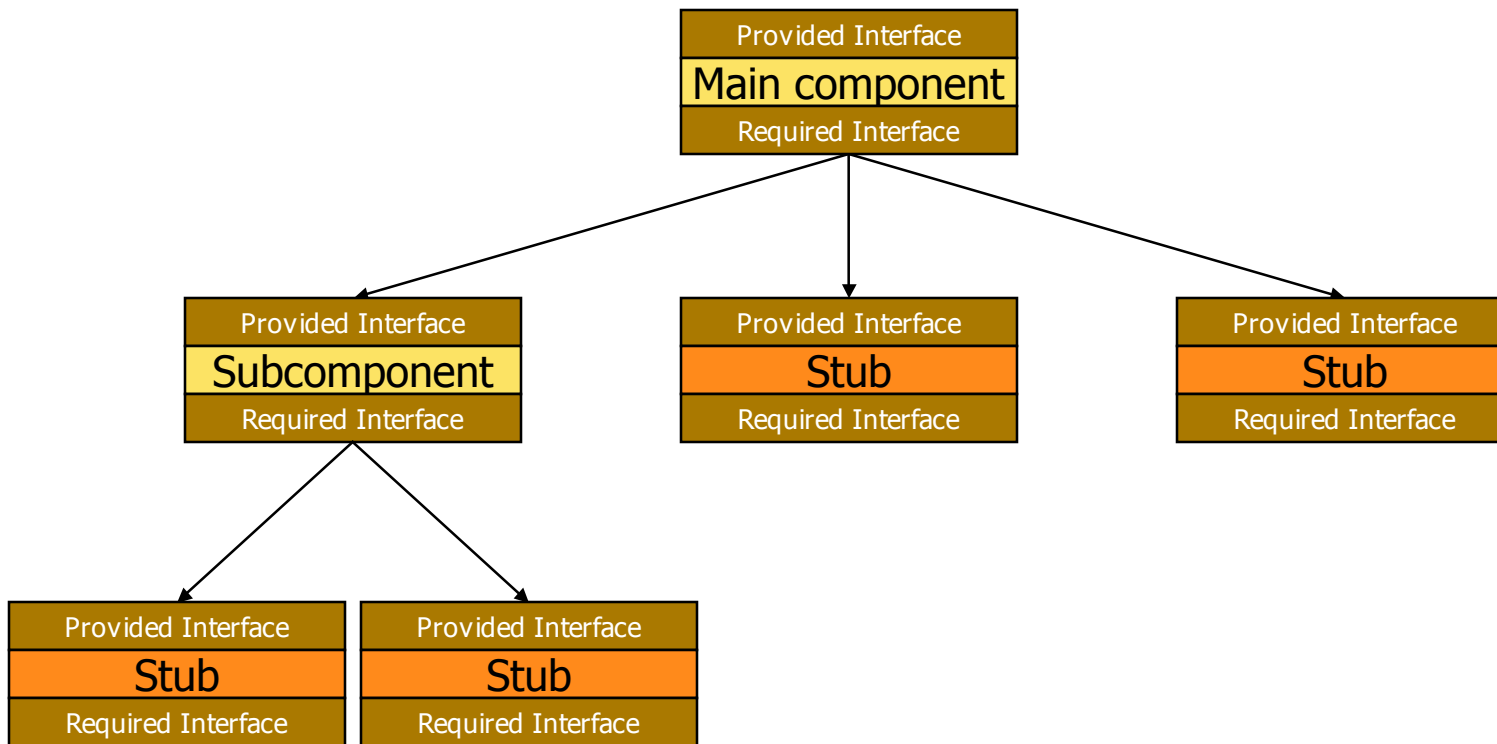 Provided Interface
Main component
Required Interface
Provided Interface
Subcomponent
Required Interface
Provided Interface
Stub
Required Interface
Provided Interface
Stub
Required Interface
Provided Interface
Stub
Required Interface
Provided Interface
Stub
Required Interface